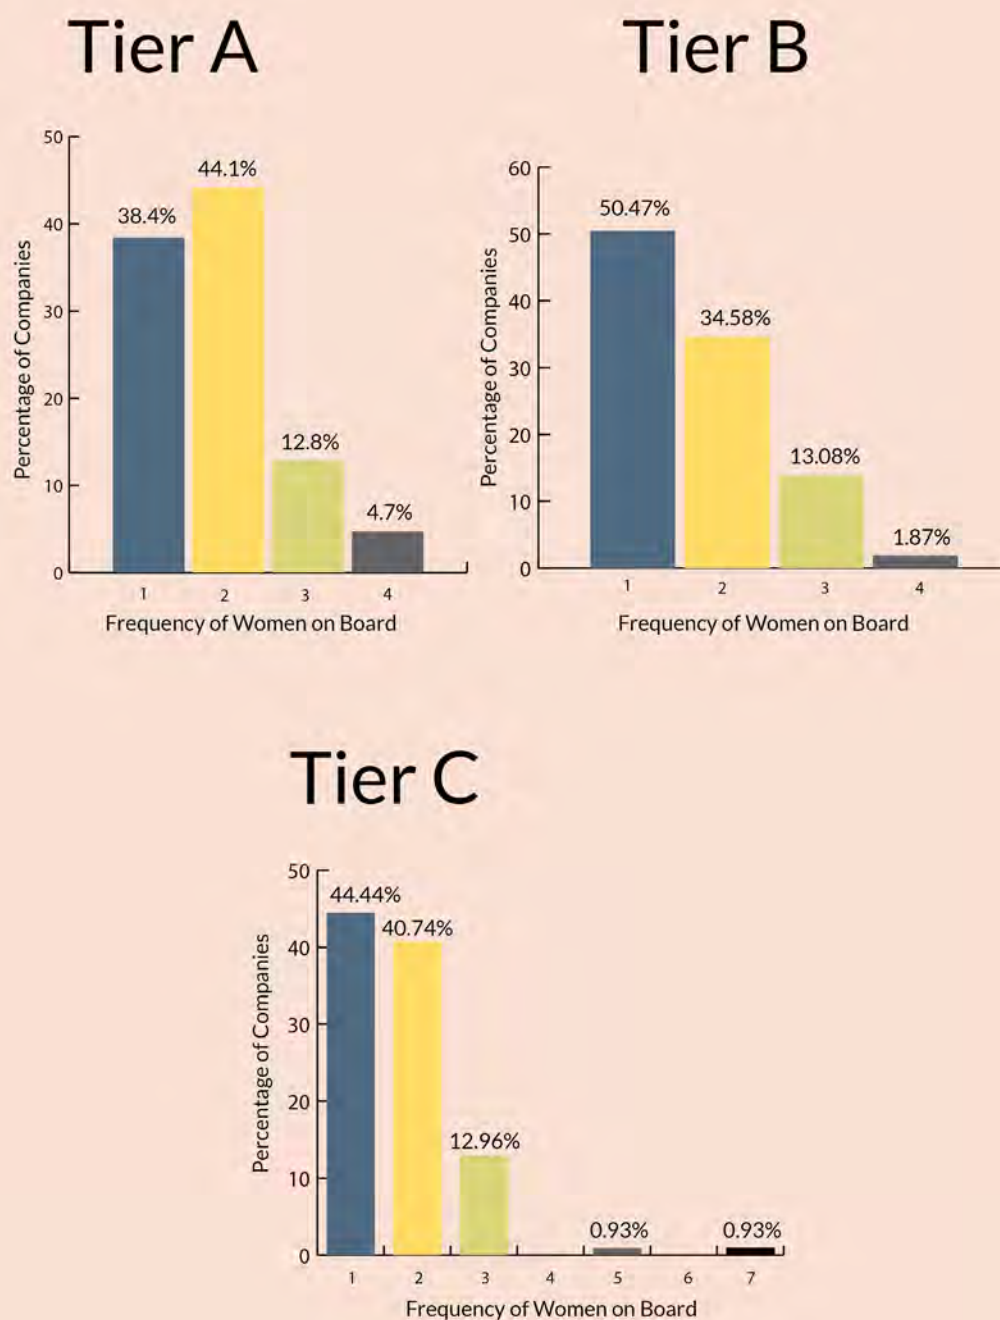 Tier A
Percentage of Companies
50
40
30
20
10
0
38.4%
44.1%
12.8%
4.7%
1 2 3 4
Frequency of Women on Board
Tier B
Percentage of Companies
60
50
40
30
20
10
0
50.47%
34.58%
13.08%
1.87%
1 2 3 4
Frequency of Women on Board
Tier C
Percentage of Companies
50
40
30
20
10
0
44.44%
40.74%
12.96%
0.93%
0.93%
1 2 3 4 5 6 7
Frequency of Women on Board